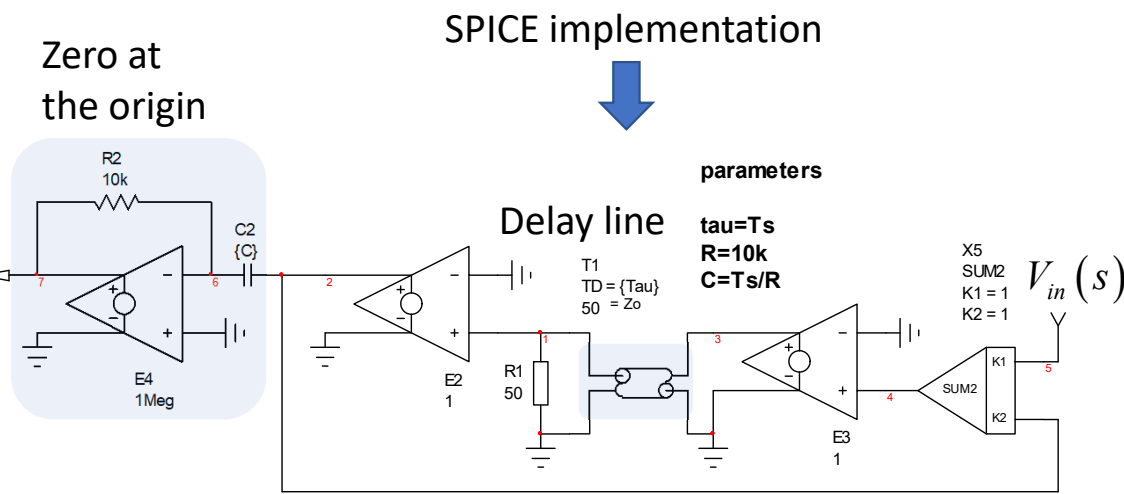 SPICE implementation
Zero at
the origin
R2
10k
C2
{C}
7
6
E4
1Meg
2
E2
1
Delay line
T1
TD = {Tau}
50 = Zo
1
R1
50
3
parameters
tau=Ts
R=10k
C=Ts/R
E3
1
4
X5
SUM2
K1 = 1
K2 = 1
V_in(s)
K1
5
SUM2
K2